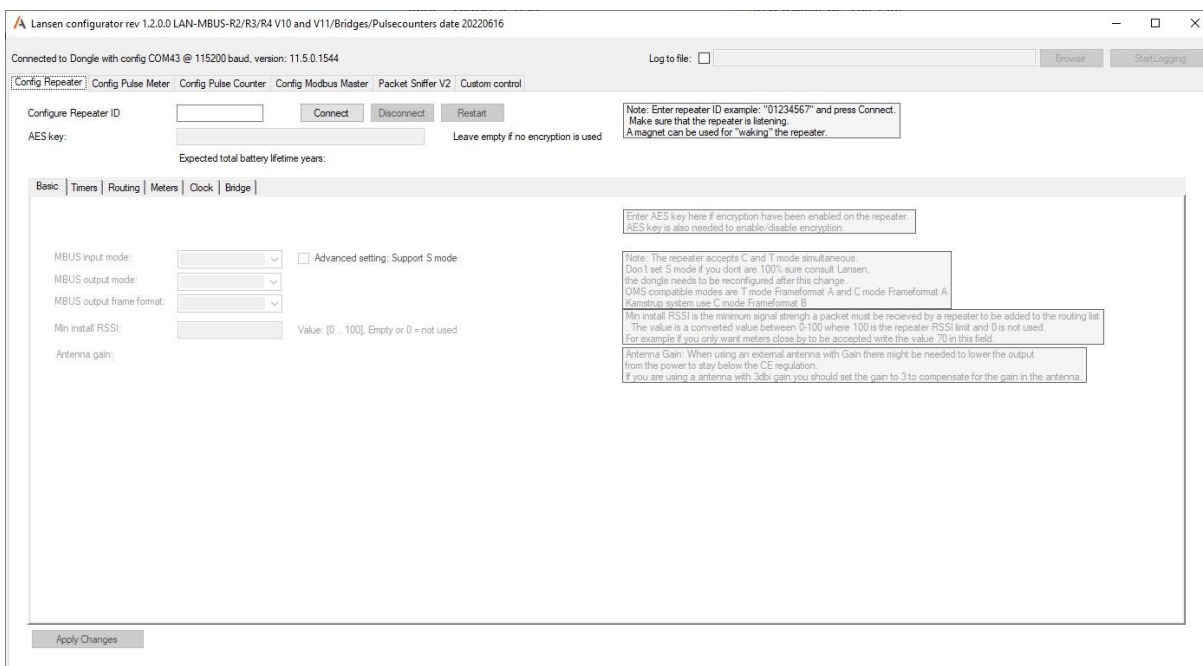 Lansen configurator rev 1.2.0.0 LAN-MBUS-R2/R3/R4 V10 and V11/Bridges/Pulsecounters date 20220616
Connected to Dongle with config COM43 @ 115200 baud, version: 11.5.0.1544
Log to file:
Browse
StartLogging
Config Repeater
Config Pulse Meter
Config Pulse Counter
Config Modbus Master
Packet Sniffer V2
Custom control
Configure Repeater ID
Connect
Disconnect
Restart
Note: Enter repeater ID example: "01234567" and press Connect.
Make sure that the repeater is listening.
A magnet can be used for "waking" the repeater.
AES key:
Leave empty if no encryption is used
Expected total battery lifetime years:
Basic
Timers
Routing
Meters
Clock
Bridge
Enter AES key here if encryption have been enabled on the repeater.
AES key is also needed to enable/disable encryption.
MBUS input mode:
Advanced setting: Support S mode
MBUS output mode:
MBUS output frame format:
Note: The repeater accepts C and T mode simultaneous.
Don't set S mode if you dont are 100% sure consult Lansen,
the dongle needs to be reconfigured after this change.
OMS compatible modes are T mode Frameformat A and C mode Frameformat A
Kamstrup system use C mode Frameformat B
Min install RSSI:
Value: [0 .. 100], Empty or 0 = not used
Min install RSSI is the minimum signal strengh a packet must be recieved by a repeater to be added to the routing list
. The value is a converted value between 0-100 where 100 is the repeater RSSI limit and 0 is not used.
For example if you only want meters close by to be accepted write the value 70 in this field.
Antenna gain:
Antenna Gain: When using an external antenna with Gain there might be needed to lower the output
from the power to stay below the CE regulation.
If you are using a antenna with 3dbi gain you should set the gain to 3 to compensate for the gain in the antenna.
Apply Changes